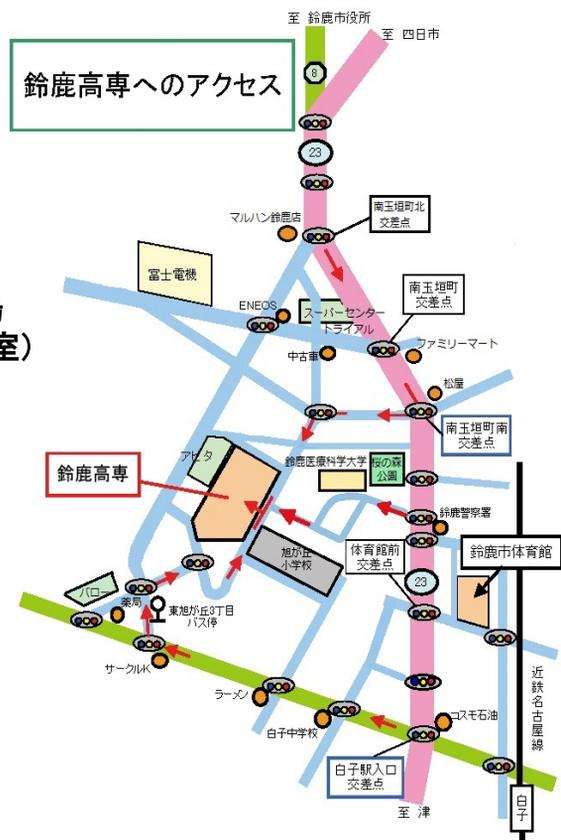 至 鈴鹿市役所
至 四日市
鈴鹿高専へのアクセス
8
23
マルハン鈴鹿店
南玉垣町北
交差点
富士電機
南玉垣町
交差点
ENEOS
スーパーセンター
トライアル
室）
中古車
ファミリーマート
松屋
南玉垣町南
交差点
アピタ
鈴鹿医療科学大学
桜の森
公園
鈴鹿高専
鈴鹿警察署
旭が丘
小学校
体育館前
交差点
鈴鹿市体育館
23
バロー
薬局
東旭が丘3丁目
バス停
サークルK
ラーメン
白子中学校
コスモ石油
近鉄名古屋線
白子駅入口
交差点
白子
至 津